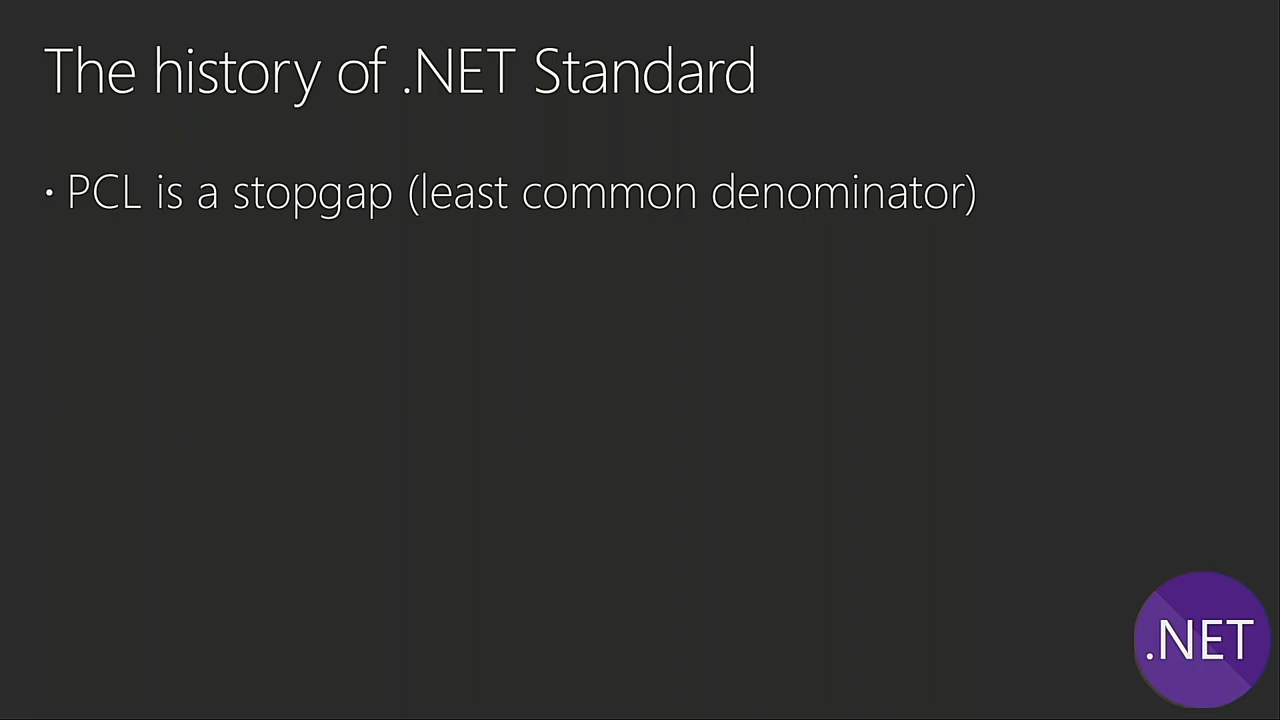 The history of .NET Standard
• PCL is a stopgap (least common denominator)
.NET